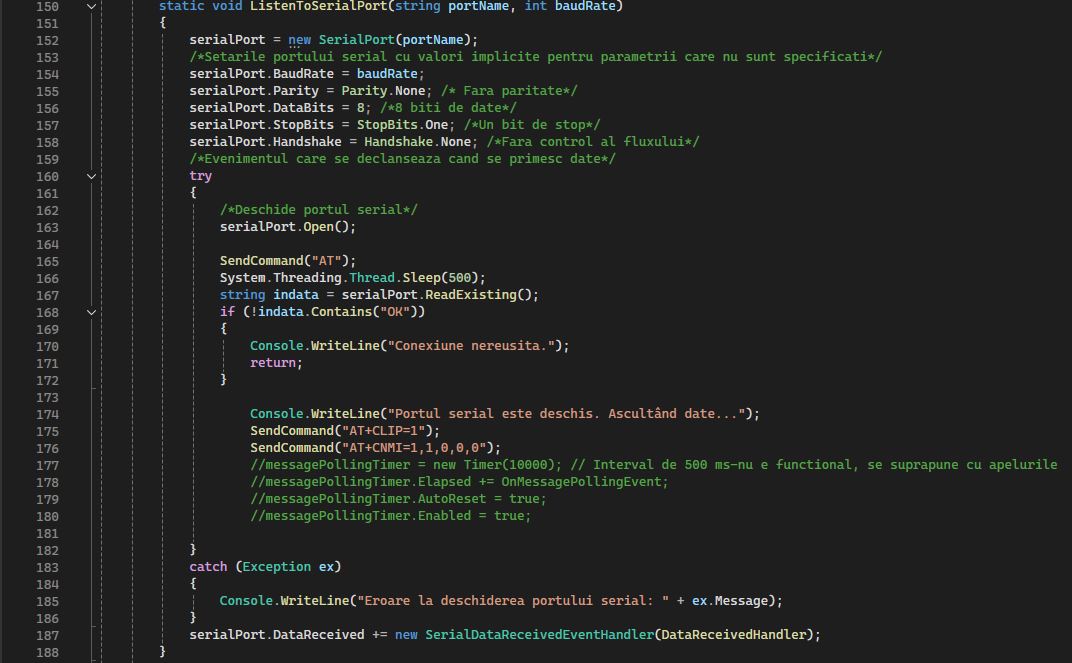 150 static void ListenToSerialPort(string portName, int baudRate)
151 {
152 serialPort = new SerialPort(portName);
153 /*Setarile portului serial cu valori implicite pentru parametrii care nu sunt specificati*/
154 serialPort.BaudRate = baudRate;
155 serialPort.Parity = Parity.None; /* Fara paritate*/
156 serialPort.DataBits = 8; /*8 biti de date*/
157 serialPort.StopBits = StopBits.One; /*Un bit de stop*/
158 serialPort.Handshake = Handshake.None; /*Fara control al fluxului*/
159 /*Evenimentul care se declanseaza cand se primesc date*/
160 try
161 {
162 /*Deschide portul serial*/
163 serialPort.Open();
164
165 SendCommand("AT");
166 System.Threading.Thread.Sleep(500);
167 string indata = serialPort.ReadExisting();
168 if (!indata.Contains("OK"))
169 {
170 Console.WriteLine("Conexiune nereusita.");
171 return;
172 }
173
174 Console.WriteLine("Portul serial este deschis. Ascultând date...");
175 SendCommand("AT+CLIP=1");
176 SendCommand("AT+CNMI=1,1,0,0,0");
177 //messagePollingTimer = new Timer(10000); // Interval de 500 ms-nu e functional, se suprapune cu apelurile
178 //messagePollingTimer.Elapsed += OnMessagePollingEvent;
179 //messagePollingTimer.AutoReset = true;
180 //messagePollingTimer.Enabled = true;
181
182 }
183 catch (Exception ex)
184 {
185 Console.WriteLine("Eroare la deschiderea portului serial: " + ex.Message);
186 }
187 serialPort.DataReceived += new SerialDataReceivedEventHandler(DataReceivedHandler);
188 }